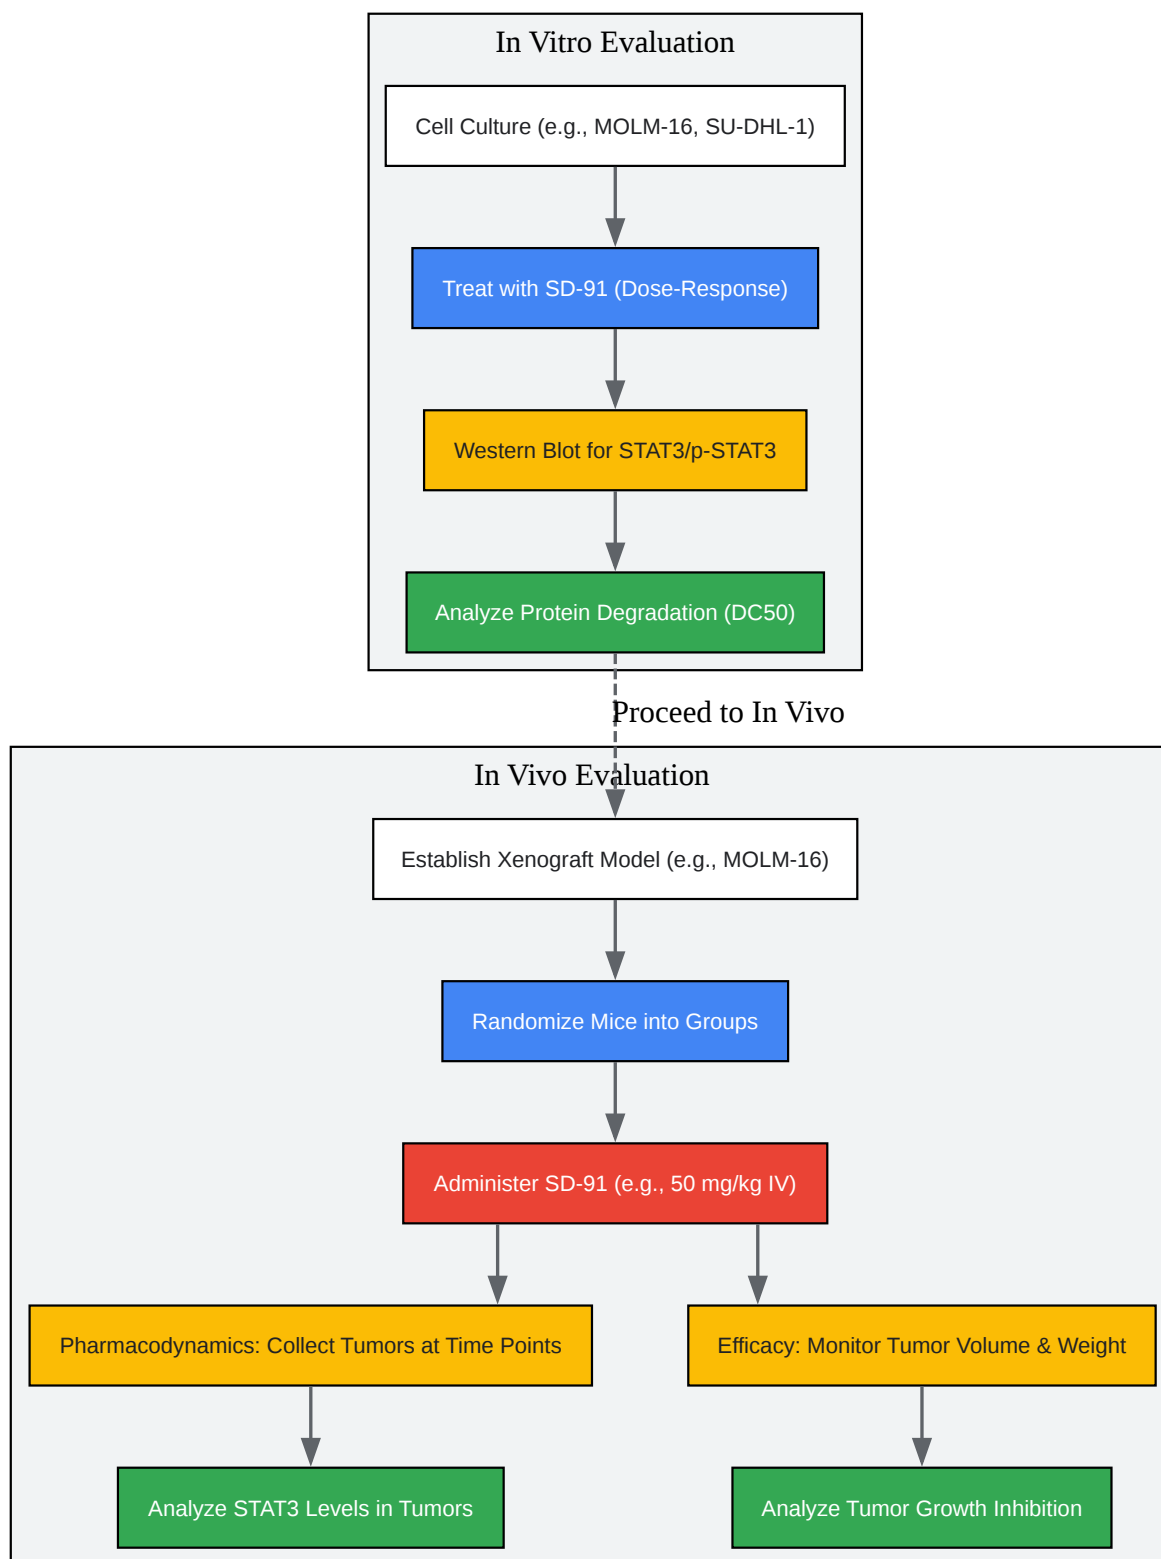 In Vitro Evaluation
Cell Culture (e.g., MOLM-16, SU-DHL-1)
Treat with SD-91 (Dose-Response)
Western Blot for STAT3/p-STAT3
Analyze Protein Degradation (DC50)
Proceed to In Vivo
In Vivo Evaluation
Establish Xenograft Model (e.g., MOLM-16)
Randomize Mice into Groups
Administer SD-91 (e.g., 50 mg/kg IV)
Pharmacodynamics: Collect Tumors at Time Points
Efficacy: Monitor Tumor Volume & Weight
Analyze STAT3 Levels in Tumors
Analyze Tumor Growth Inhibition